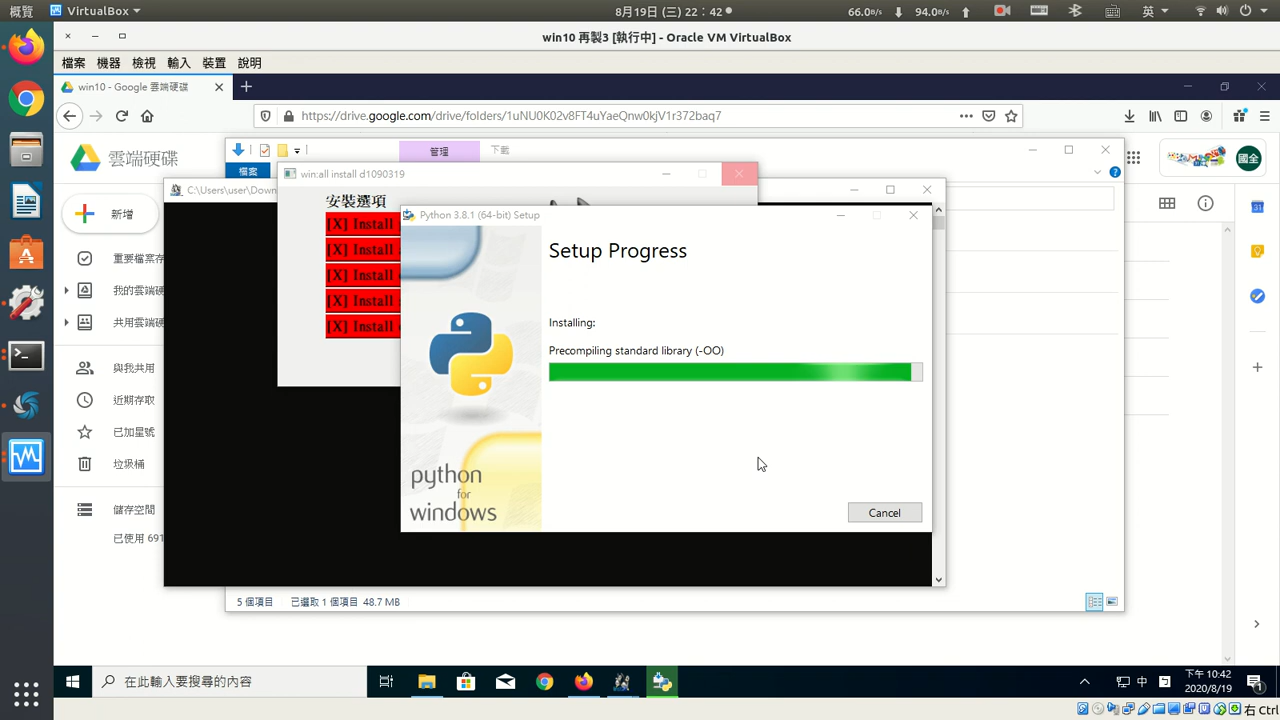 概覽 VirtualBox 8月19日 (三) 22：42 66.0B/s 94.0B/s 英
win10 再製3 [執行中] - Oracle VM VirtualBox
檔案 機器 檢視 輸入 裝置 說明
win10 - Google 雲端硬碟
https://drive.google.com/drive/folders/1uNU0K02v8FT4uYaeQnw0kJV1r372baq7
雲端硬碟
管理 下載
檔案
國全
win:all install d1090319
C:\Users\user\Down
安裝選項
新增
Python 3.8.1 (64-bit) Setup
[X] Install
[X] Install
[X] Install
[X] Install
[X] Install
Setup Progress
Installing:
Precompiling standard library (-OO)
python
for
windows
Cancel
重要檔案存
我的雲端硬
共用雲端硬
與我共用
近期存取
已加星號
垃圾桶
儲存空間
已使用 691
5 個項目 已選取 1 個項目 48.7 MB
31
在此輸入要搜尋的內容
中
下午 10:42
2020/8/19
1
右 Ctrl